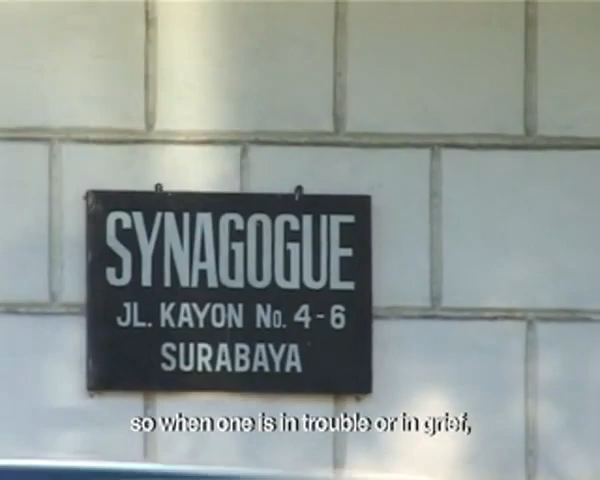 SYNAGOGUE
JL. KAYON No. 4-6
SURABAYA
so when one is in trouble or in grief,